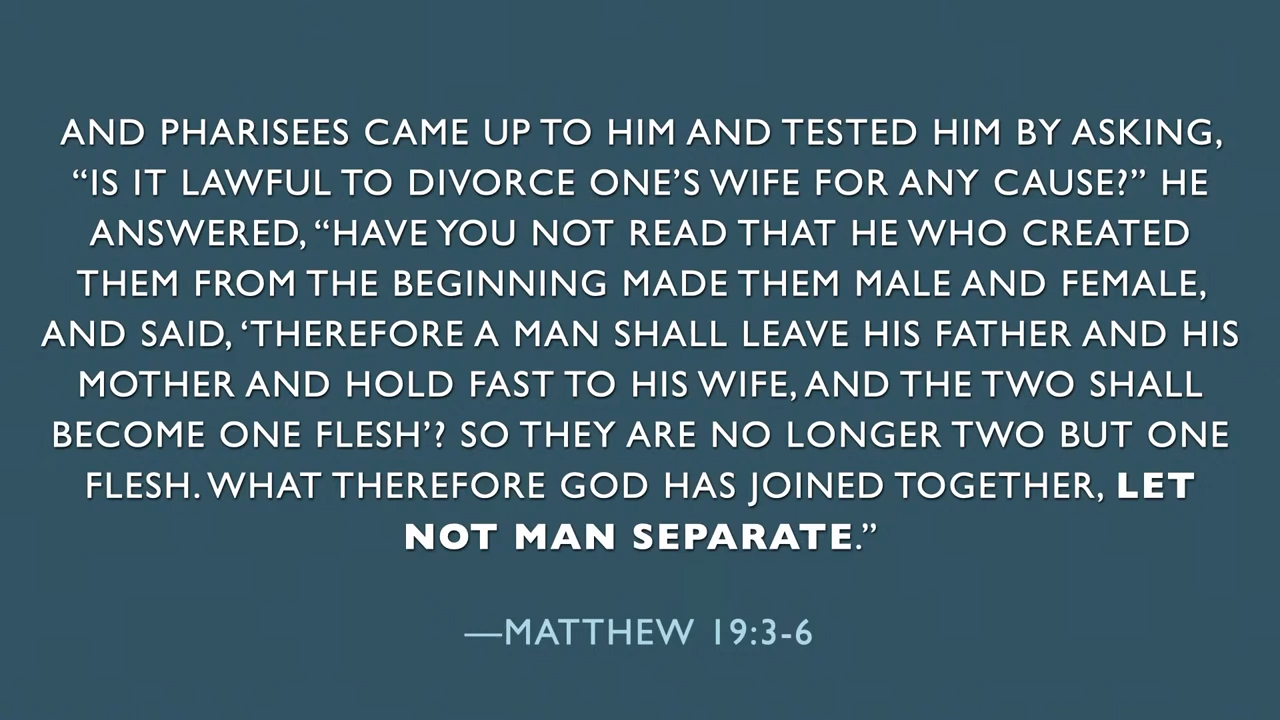 AND PHARISEES CAME UP TO HIM AND TESTED HIM BY ASKING,
“IS IT LAWFUL TO DIVORCE ONE’S WIFE FOR ANY CAUSE?” HE
ANSWERED, “HAVE YOU NOT READ THAT HE WHO CREATED
THEM FROM THE BEGINNING MADE THEM MALE AND FEMALE,
AND SAID, ‘THEREFORE A MAN SHALL LEAVE HIS FATHER AND HIS
MOTHER AND HOLD FAST TO HIS WIFE, AND THE TWO SHALL
BECOME ONE FLESH’? SO THEY ARE NO LONGER TWO BUT ONE
FLESH. WHAT THEREFORE GOD HAS JOINED TOGETHER, LET
NOT MAN SEPARATE.”
—MATTHEW 19:3-6